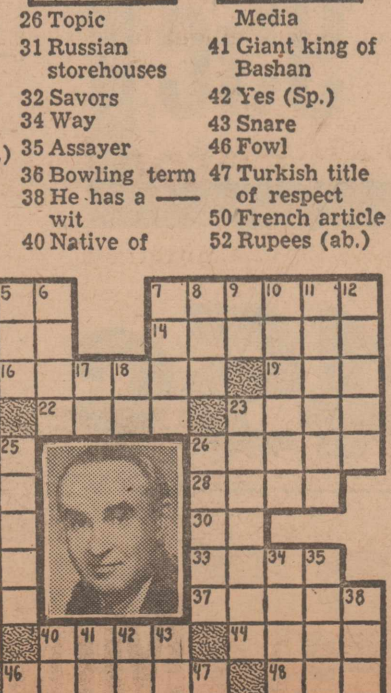 26 Topic
31 Russian
storehouses
32 Savors
34 Way
) 35 Assayer
36 Bowling term
38 He has a —
wit
40 Native of
Media
41 Giant king of
Bashan
42 Yes (Sp.)
43 Snare
46 Fowl
47 Turkish title
of respect
50 French article
52 Rupees (ab.)
5 6 7 8 9 10 11 12
14
16 17 18 19
22 23
25 26
28
30
33 34 35
37 38
40 41 42 43 44
46 47 48